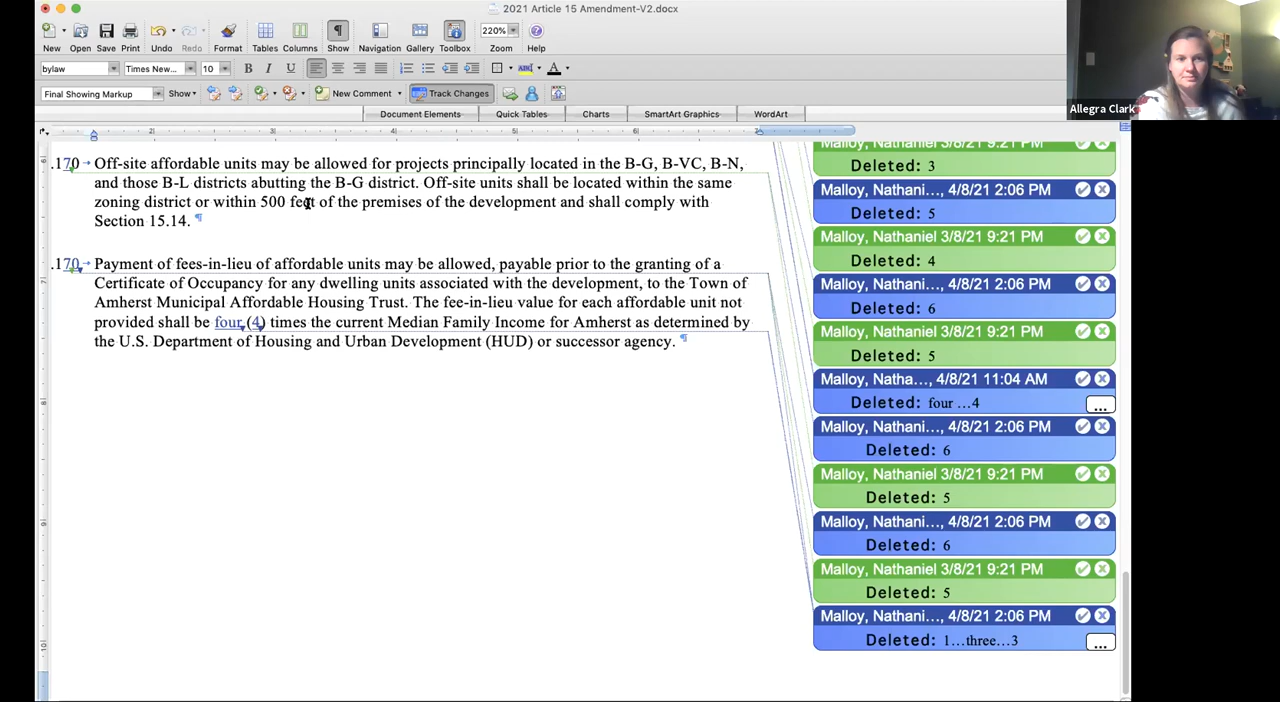 2021 Article 15 Amendment-V2.docx
New Open Save Print Undo Redo Format Tables Columns Show Navigation Gallery Toolbox Zoom Help
220%
bylaw Times New... 10 B I U ABC A
Final Showing Markup Show New Comment Track Changes
Document Elements Quick Tables Charts SmartArt Graphics WordArt
Allegra Clark
.170 Off-site affordable units may be allowed for projects principally located in the B-G, B-VC, B-N,
and those B-L districts abutting the B-G district. Off-site units shall be located within the same
zoning district or within 500 feet of the premises of the development and shall comply with
Section 15.14. ¶
.170 Payment of fees-in-lieu of affordable units may be allowed, payable prior to the granting of a
Certificate of Occupancy for any dwelling units associated with the development, to the Town of
Amherst Municipal Affordable Housing Trust. The fee-in-lieu value for each affordable unit not
provided shall be four (4) times the current Median Family Income for Amherst as determined by
the U.S. Department of Housing and Urban Development (HUD) or successor agency. ¶
Malloy, Nathaniel 3/8/21 9:21 PM
Deleted: 3
Malloy, Nathani..., 4/8/21 2:06 PM
Deleted: 5
Malloy, Nathaniel 3/8/21 9:21 PM
Deleted: 4
Malloy, Nathani..., 4/8/21 2:06 PM
Deleted: 6
Malloy, Nathaniel 3/8/21 9:21 PM
Deleted: 5
Malloy, Natha..., 4/8/21 11:04 AM
Deleted: four ...4
...
Malloy, Nathani..., 4/8/21 2:06 PM
Deleted: 6
Malloy, Nathaniel 3/8/21 9:21 PM
Deleted: 5
Malloy, Nathani..., 4/8/21 2:06 PM
Deleted: 6
Malloy, Nathaniel 3/8/21 9:21 PM
Deleted: 5
Malloy, Nathani..., 4/8/21 2:06 PM
Deleted: 1...three...3
...